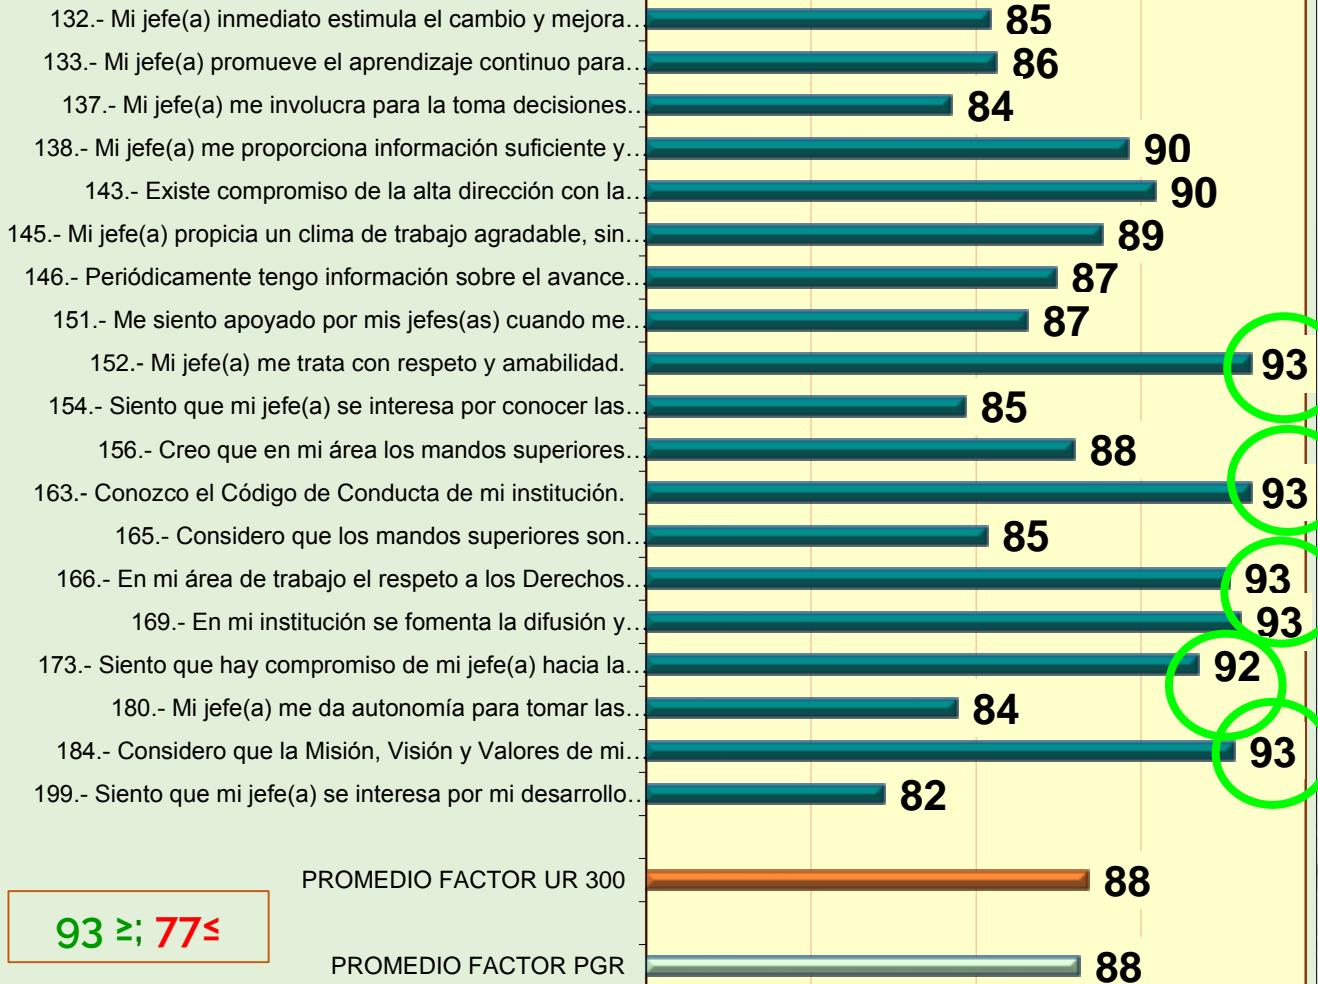 132.- Mi jefe(a) inmediato estimula el cambio y mejora… 85
133.- Mi jefe(a) promueve el aprendizaje continuo para… 86
137.- Mi jefe(a) me involucra para la toma decisiones… 84
138.- Mi jefe(a) me proporciona información suficiente y… 90
143.- Existe compromiso de la alta dirección con la… 90
145.- Mi jefe(a) propicia un clima de trabajo agradable, sin… 89
146.- Periódicamente tengo información sobre el avance… 87
151.- Me siento apoyado por mis jefes(as) cuando me… 87
152.- Mi jefe(a) me trata con respeto y amabilidad. 93
154.- Siento que mi jefe(a) se interesa por conocer las… 85
156.- Creo que en mi área los mandos superiores… 88
163.- Conozco el Código de Conducta de mi institución. 93
165.- Considero que los mandos superiores son… 85
166.- En mi área de trabajo el respeto a los Derechos… 93
169.- En mi institución se fomenta la difusión y… 93
173.- Siento que hay compromiso de mi jefe(a) hacia la… 92
180.- Mi jefe(a) me da autonomía para tomar las… 84
184.- Considero que la Misión, Visión y Valores de mi… 93
199.- Siento que mi jefe(a) se interesa por mi desarrollo… 82
PROMEDIO FACTOR UR 300 88
93 ≥; 77≤
PROMEDIO FACTOR PGR 88